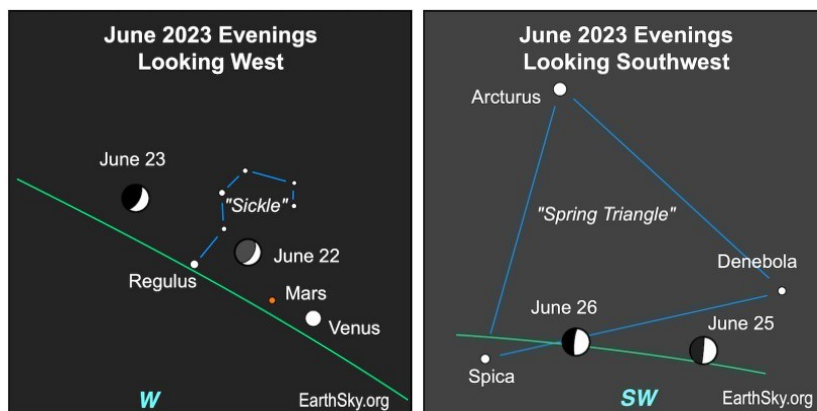 June 2023 Evenings
Looking West
June 23
"Sickle"
June 22
Regulus
Mars
Venus
W
EarthSky.org
June 2023 Evenings
Looking Southwest
Arcturus
"Spring Triangle"
Denebola
June 26
June 25
Spica
SW
EarthSky.org